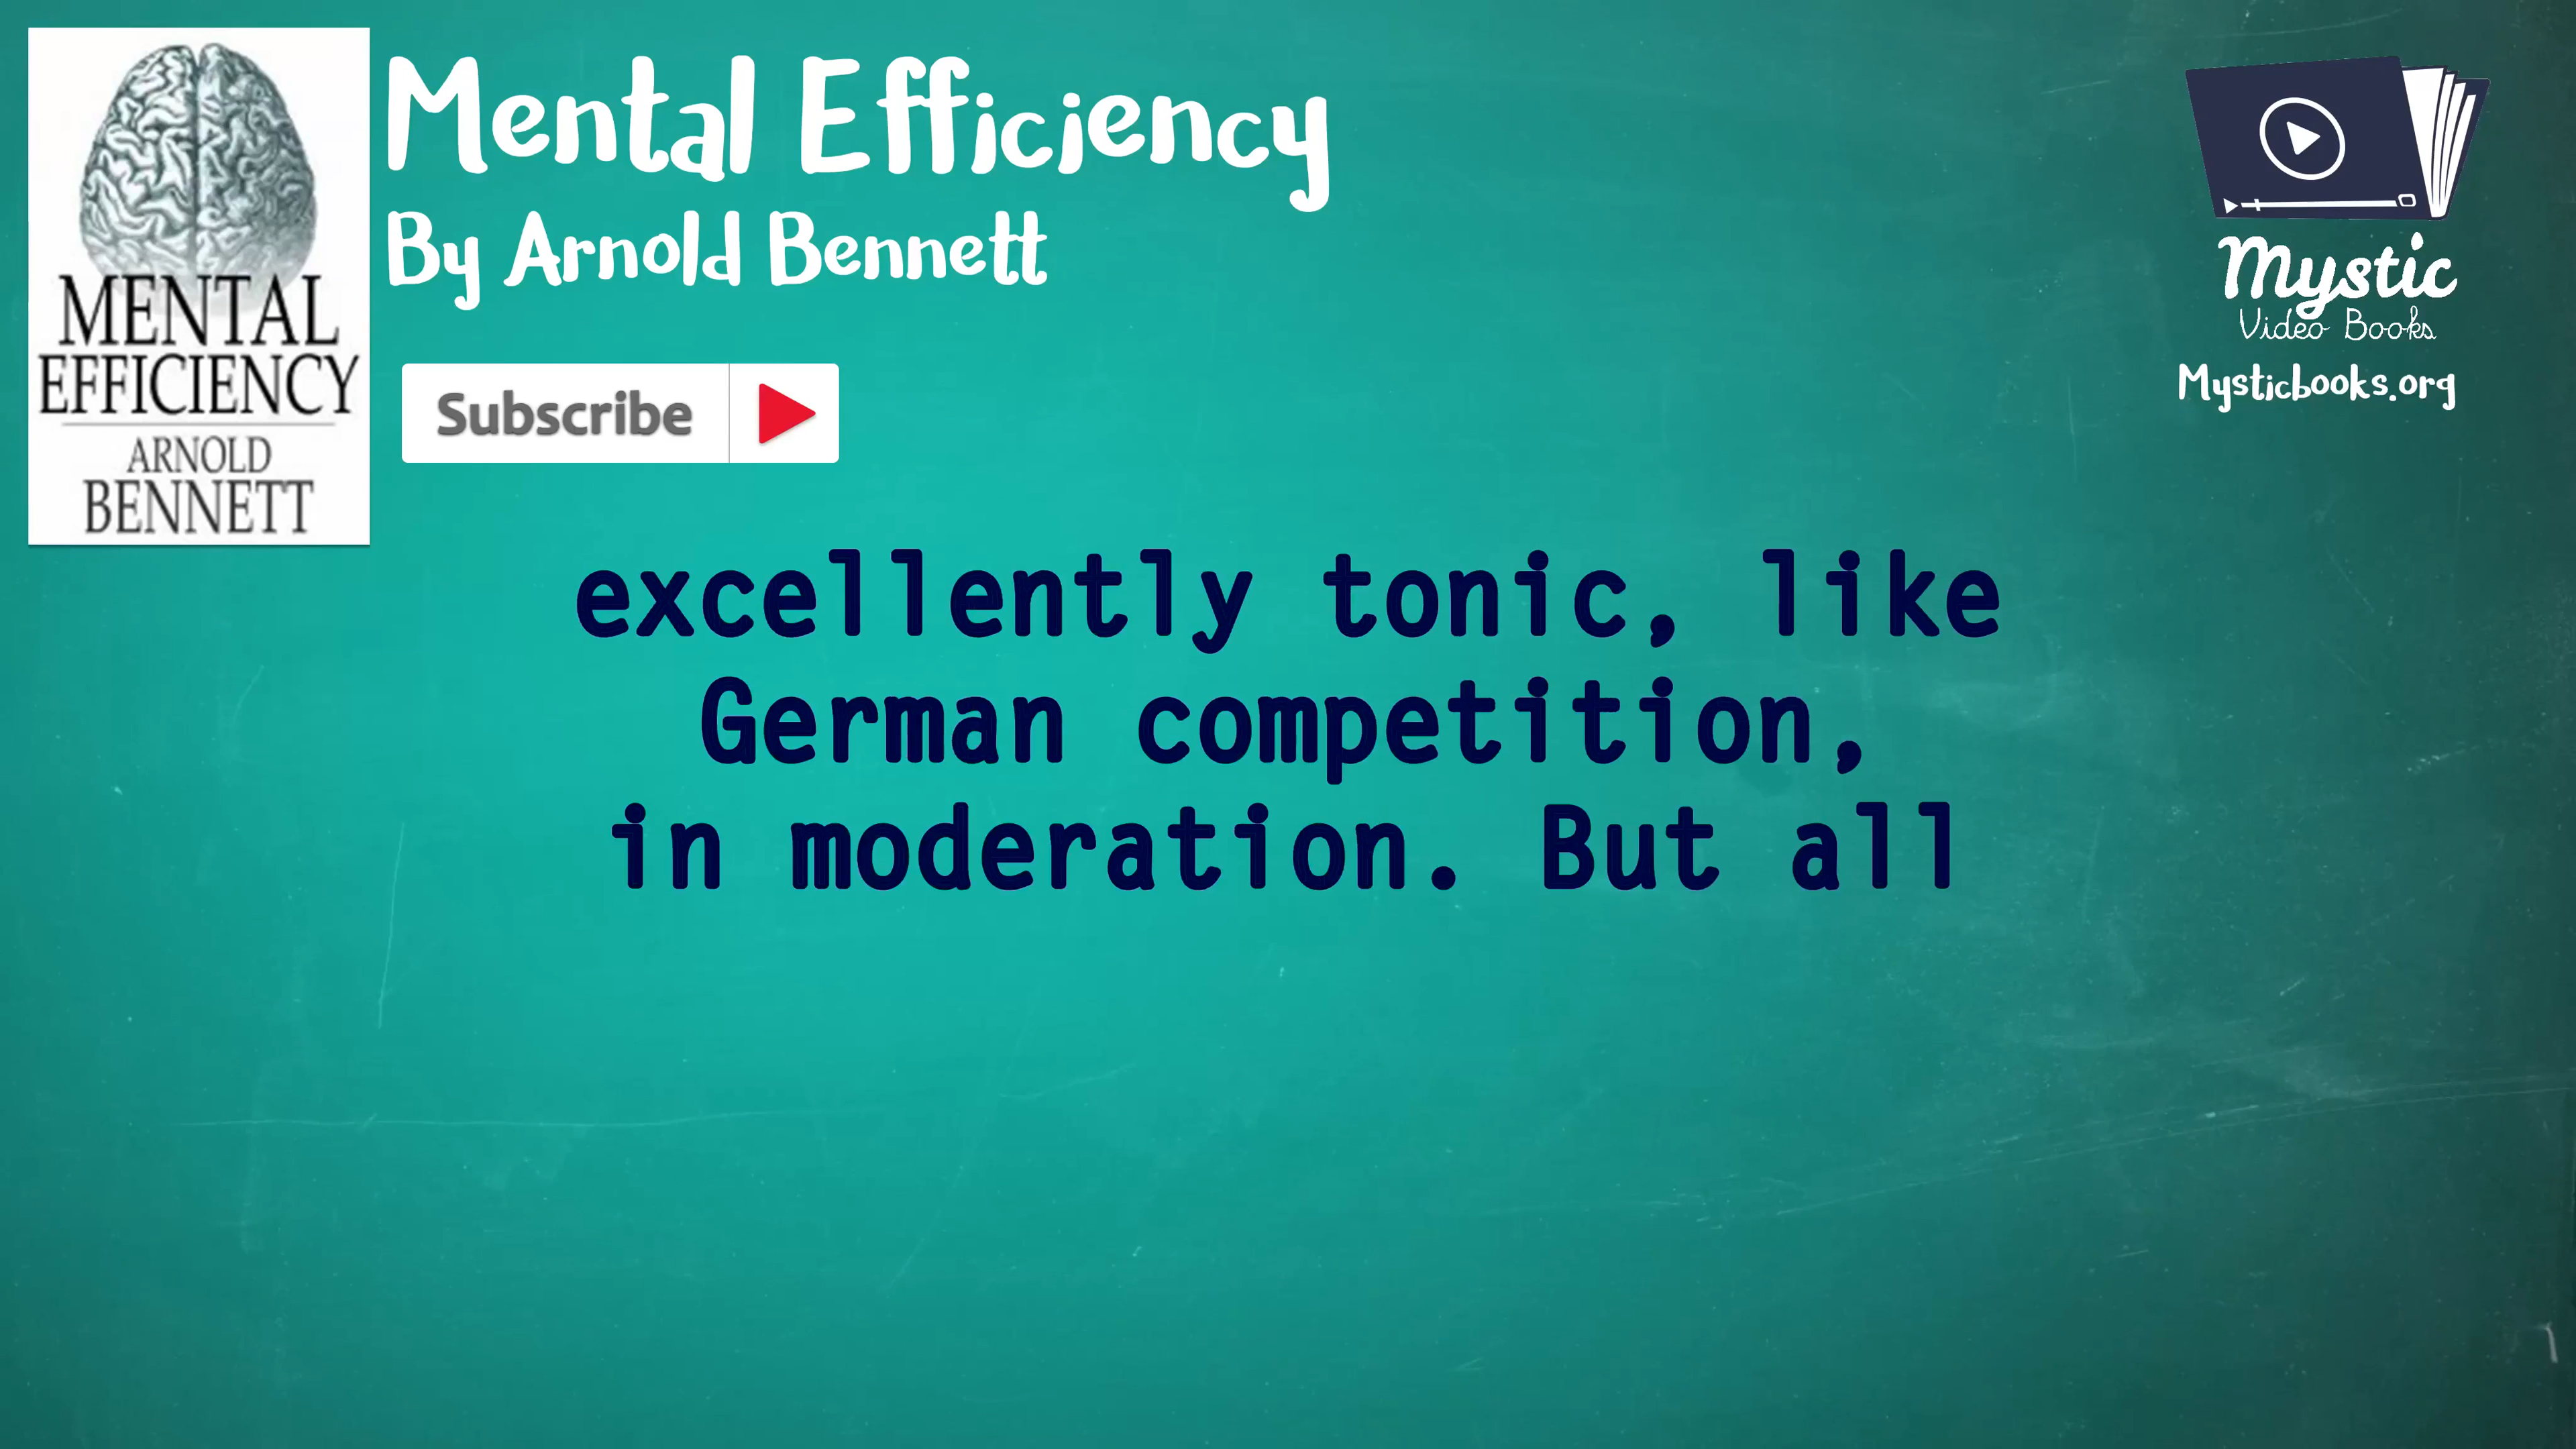 MENTAL
EFFICIENCY
ARNOLD
BENNETT
Mental Efficiency
By Arnold Bennett
Subscribe
Mystic
Video Books
Mysticbooks.org
excellently tonic, like
German competition,
in moderation. But all